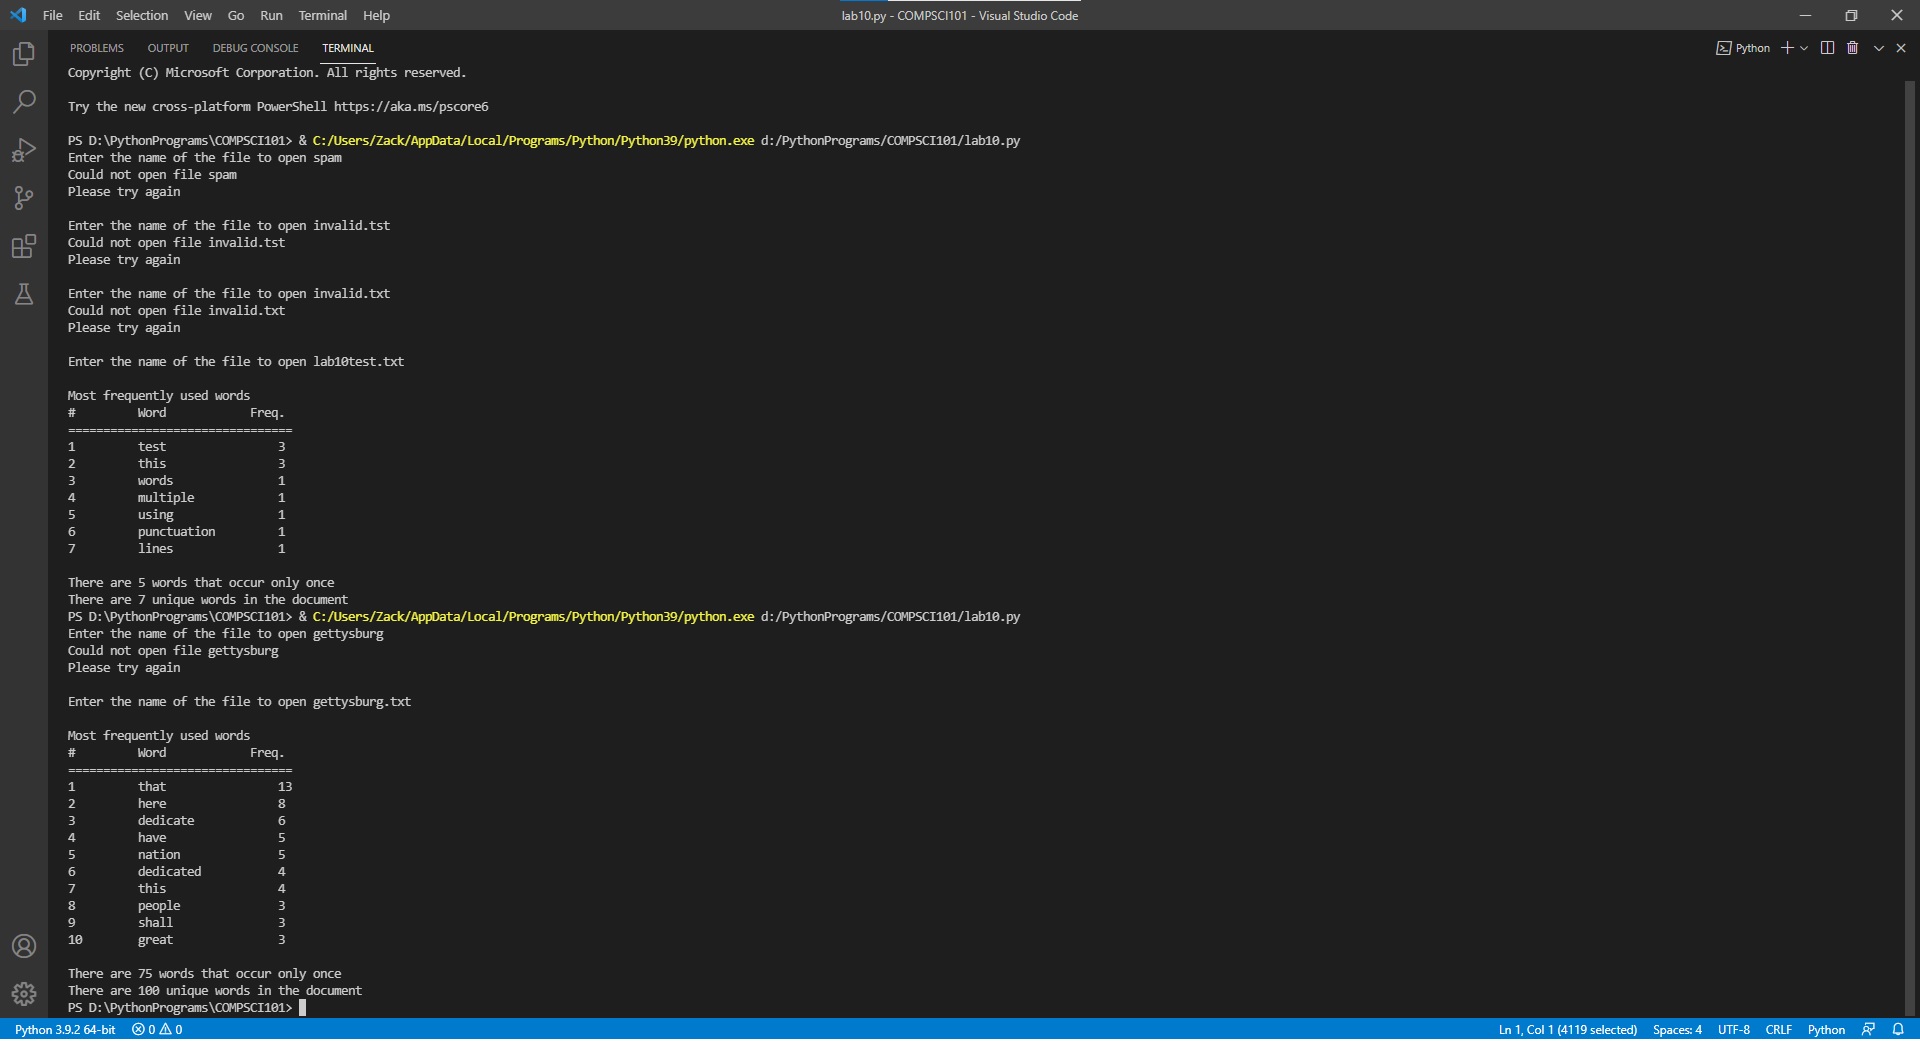 File Edit Selection View Go Run Terminal Help
lab10.py - COMPSCI101 - Visual Studio Code
PROBLEMS OUTPUT DEBUG CONSOLE TERMINAL
Python
Copyright (C) Microsoft Corporation. All rights reserved.
Try the new cross-platform PowerShell https://aka.ms/pscore6
PS D:\PythonPrograms\COMPSCI101> & C:/Users/Zack/AppData/Local/Programs/Python/Python39/python.exe d:/PythonPrograms/COMPSCI101/lab10.py
Enter the name of the file to open spam
Could not open file spam
Please try again
Enter the name of the file to open invalid.tst
Could not open file invalid.tst
Please try again
Enter the name of the file to open invalid.txt
Could not open file invalid.txt
Please try again
Enter the name of the file to open lab10test.txt
Most frequently used words
# Word Freq.
================================
1 test 3
2 this 3
3 words 1
4 multiple 1
5 using 1
6 punctuation 1
7 lines 1
There are 5 words that occur only once
There are 7 unique words in the document
PS D:\PythonPrograms\COMPSCI101> & C:/Users/Zack/AppData/Local/Programs/Python/Python39/python.exe d:/PythonPrograms/COMPSCI101/lab10.py
Enter the name of the file to open gettysburg
Could not open file gettysburg
Please try again
Enter the name of the file to open gettysburg.txt
Most frequently used words
# Word Freq.
================================
1 that 13
2 here 8
3 dedicate 6
4 have 5
5 nation 5
6 dedicated 4
7 this 4
8 people 3
9 shall 3
10 great 3
There are 75 words that occur only once
There are 100 unique words in the document
PS D:\PythonPrograms\COMPSCI101>
Python 3.9.2 64-bit 0 0
Ln 1, Col 1 (4119 selected) Spaces: 4 UTF-8 CRLF Python